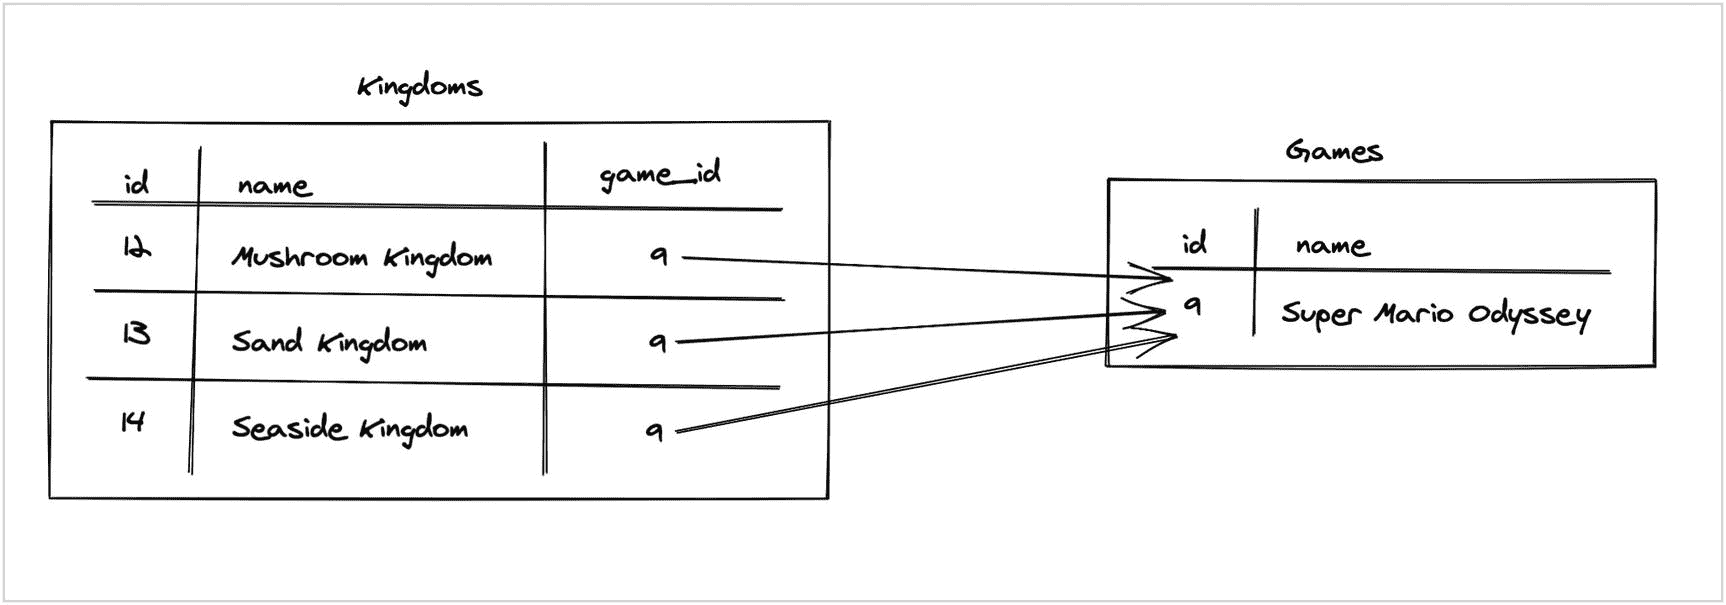 Kingdoms
id name game_id
12 Mushroom Kingdom 9
13 Sand Kingdom 9
14 Seaside Kingdom 9
Games
id name
9 Super Mario Odyssey